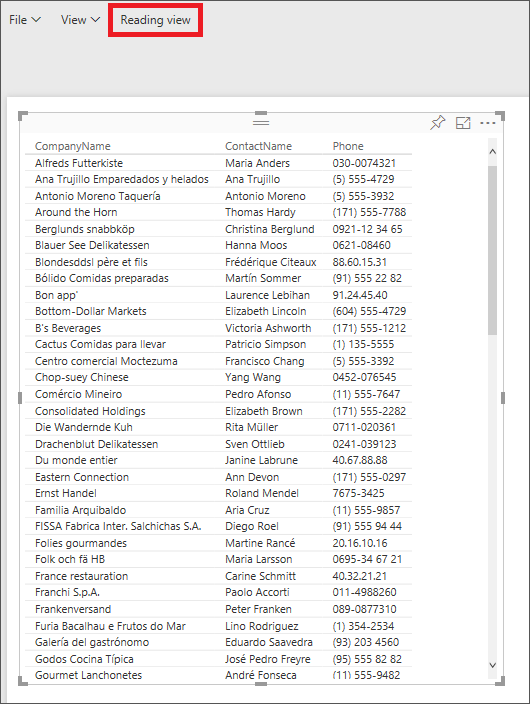 File View Reading view
CompanyName ContactName Phone
Alfreds Futterkiste Maria Anders 030-0074321
Ana Trujillo Emparedados y helados Ana Trujillo (5) 555-4729
Antonio Moreno Taquería Antonio Moreno (5) 555-3932
Around the Horn Thomas Hardy (171) 555-7788
Berglunds snabbköp Christina Berglund 0921-12 34 65
Blauer See Delikatessen Hanna Moos 0621-08460
Blondesddsl père et fils Frédérique Citeaux 88.60.15.31
Bólido Comidas preparadas Martín Sommer (91) 555 22 82
Bon app' Laurence Lebihan 91.24.45.40
Bottom-Dollar Markets Elizabeth Lincoln (604) 555-4729
B's Beverages Victoria Ashworth (171) 555-1212
Cactus Comidas para llevar Patricio Simpson (1) 135-5555
Centro comercial Moctezuma Francisco Chang (5) 555-3392
Chop-suey Chinese Yang Wang 0452-076545
Comércio Mineiro Pedro Afonso (11) 555-7647
Consolidated Holdings Elizabeth Brown (171) 555-2282
Die Wandernde Kuh Rita Müller 0711-020361
Drachenblut Delikatessen Sven Ottlieb 0241-039123
Du monde entier Janine Labrune 40.67.88.88
Eastern Connection Ann Devon (171) 555-0297
Ernst Handel Roland Mendel 7675-3425
Familia Arquibaldo Aria Cruz (11) 555-9857
FISSA Fabrica Inter. Salchichas S.A. Diego Roel (91) 555 94 44
Folies gourmandes Martine Rancé 20.16.10.16
Folk och fä HB Maria Larsson 0695-34 67 21
France restauration Carine Schmitt 40.32.21.21
Franchi S.p.A. Paolo Accorti 011-4988260
Frankenversand Peter Franken 089-0877310
Furia Bacalhau e Frutos do Mar Lino Rodriguez (1) 354-2534
Galería del gastrónomo Eduardo Saavedra (93) 203 4560
Godos Cocina Típica José Pedro Freyre (95) 555 82 82
Gourmet Lanchonetes André Fonseca (11) 555-9482